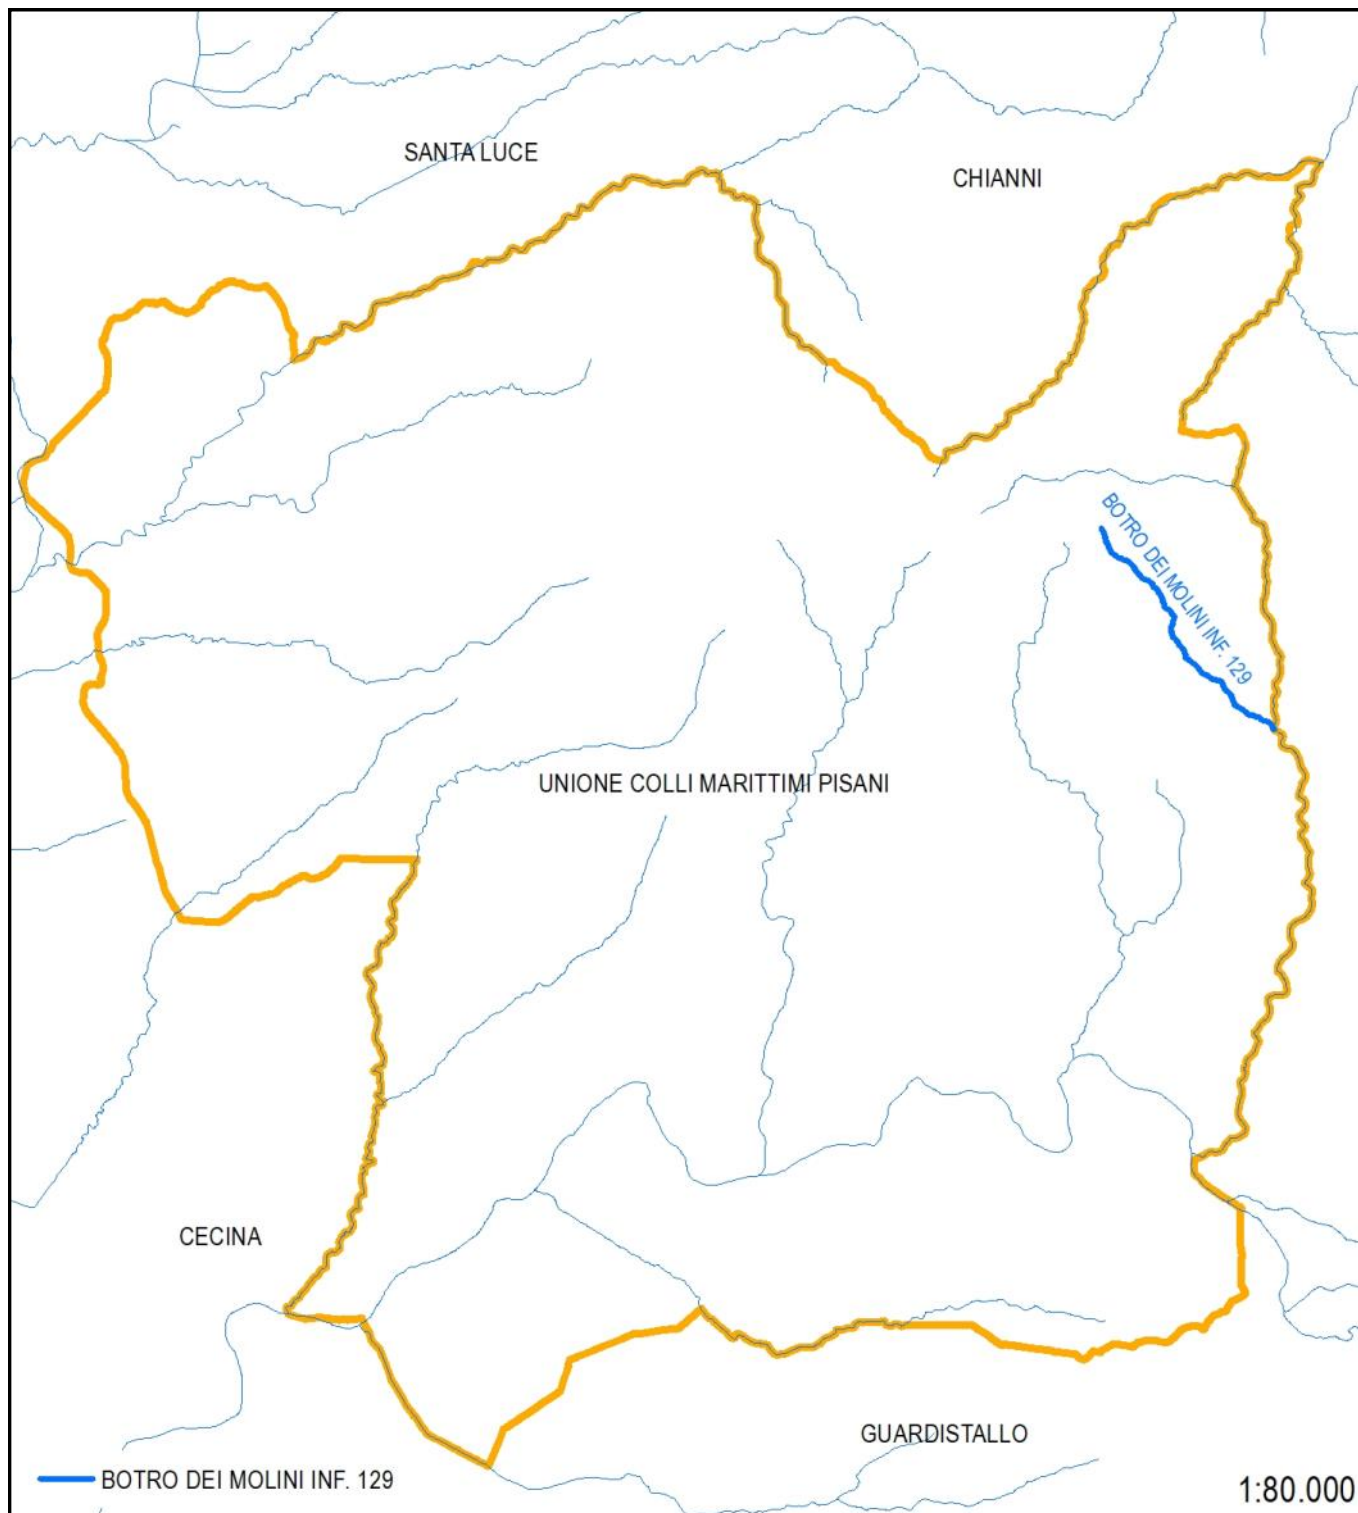 SANTA LUCE
CHIANNI
BOTRO DEI MOLINI INF. 129
UNIONE COLLI MARITTIMI PISANI
CECINA
GUARDISTALLO
BOTRO DEI MOLINI INF. 129
1:80.000